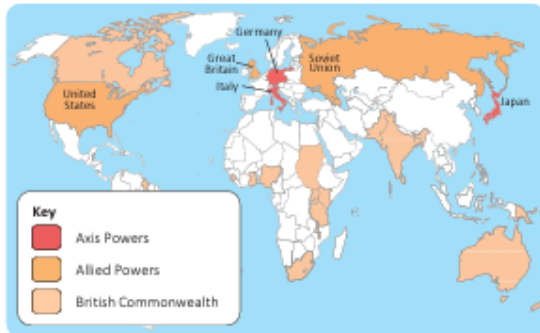 Germany
Great
Britain
Soviet
Union
Italy
United
States
Japan
Key
Axis Powers
Allied Powers
British Commonwealth